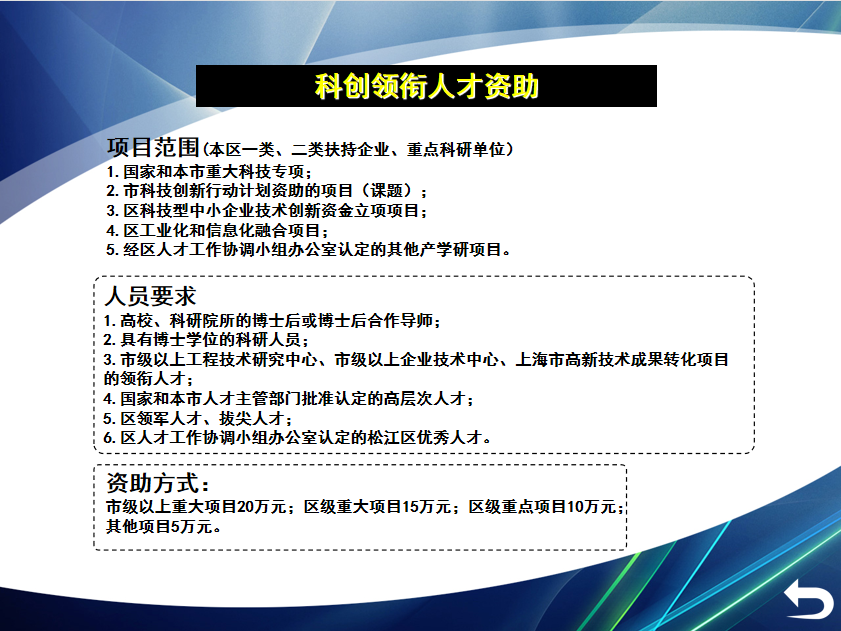 科创领衔人才资助
项目范围(本区一类、二类扶持企业、重点科研单位)
1.国家和本市重大科技专项；
2.市科技创新行动计划资助的项目（课题）；
3.区科技型中小企业技术创新资金立项项目；
4.区工业化和信息化融合项目；
5.经区人才工作协调小组办公室认定的其他产学研项目。
人员要求
1.高校、科研院所的博士后或博士后合作导师；
2.具有博士学位的科研人员；
3.市级以上工程技术研究中心、市级以上企业技术中心、上海市高新技术成果转化项目
的领衔人才；
4.国家和本市人才主管部门批准认定的高层次人才；
5.区领军人才、拔尖人才；
6.区人才工作协调小组办公室认定的松江区优秀人才。
资助方式：
市级以上重大项目20万元；区级重大项目15万元；区级重点项目10万元；
其他项目5万元。